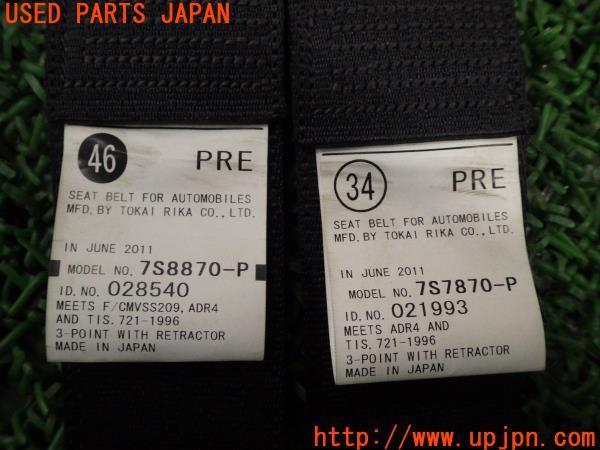 USED PARTS JAPAN
46 PRE
SEAT BELT FOR AUTOMOBILES
MFD. BY TOKAI RIKA CO., LTD.
IN JUNE 2011
MODEL NO. 7S8870-P
ID. NO. 028540
MEETS F/CMVSS209, ADR4
AND TIS. 721-1996
3-POINT WITH RETRACTOR
MADE IN JAPAN
34 PRE
SEAT BELT FOR AUTOMOBILES
MFD. BY TOKAI RIKA CO., LTD.
IN JUNE 2011
MODEL NO. 7S7870-P
ID. NO. 021993
MEETS ADR4 AND
TIS. 721-1996
3-POINT WITH RETRACTOR
MADE IN JAPAN
UPJ
http://www.upjpn.com/